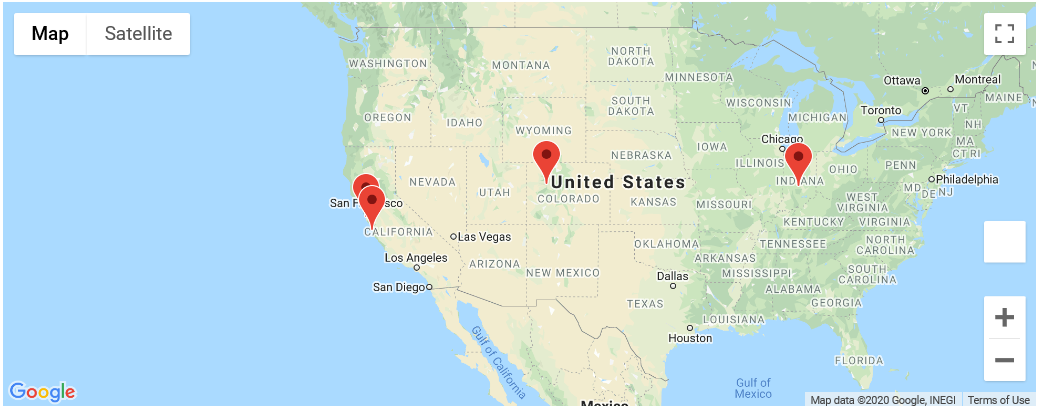 Map
Satellite
WASHINGTON
MONTANA
NORTH
DAKOTA
MINNESOTA
Ottawa
Montreal
MAINE
OREGON
IDAHO
SOUTH
DAKOTA
WISCONSIN
MICHIGAN
Toronto
VT
NH
NEW YORK
MA
CT RI
WYOMING
IOWA
Chicago
NEBRASKA
ILLINOIS
INDIANA
OHIO
PENN
Philadelphia
NEVADA
UTAH
United States
COLORADO
KANSAS
MISSOURI
WEST
VIRGINIA
MD
DE
NJ
KENTUCKY
VIRGINIA
CALIFORNIA
Las Vegas
OKLAHOMA
TENNESSEE
NORTH
CAROLINA
Los Angeles
ARIZONA
NEW MEXICO
ARKANSAS
MISSISSIPPI
SOUTH
CAROLINA
San Diego
Dallas
ALABAMA
TEXAS
GEORGIA
LOUISIANA
Houston
Gulf of
California
FLORIDA
Gulf of
Mexico
Mexico
Google
Map data ©2020 Google, INEGI
Terms of Use